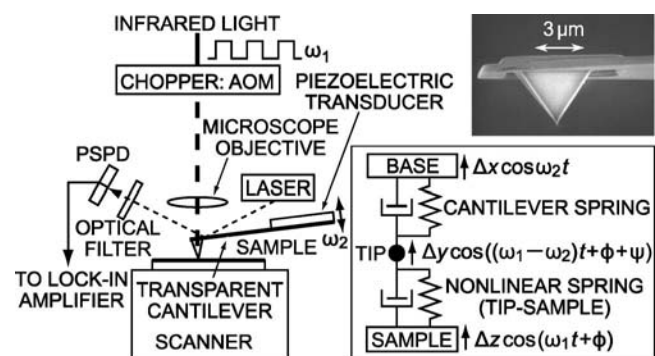 INFRARED LIGHT
ω₁
CHOPPER: AOM
PIEZOELECTRIC
TRANSDUCER
MICROSCOPE
OBJECTIVE
PSPD
LASER
OPTICAL
FILTER
ω₂
SAMPLE
TO LOCK-IN
AMPLIFIER
TRANSPARENT
CANTILEVER
SCANNER
3 μm
BASE
Δx cosω₂t
CANTILEVER SPRING
TIP
Δy cos((ω₁−ω₂)t+ϕ+ψ)
NONLINEAR SPRING
(TIP-SAMPLE)
SAMPLE
Δz cos(ω₁t+ϕ)